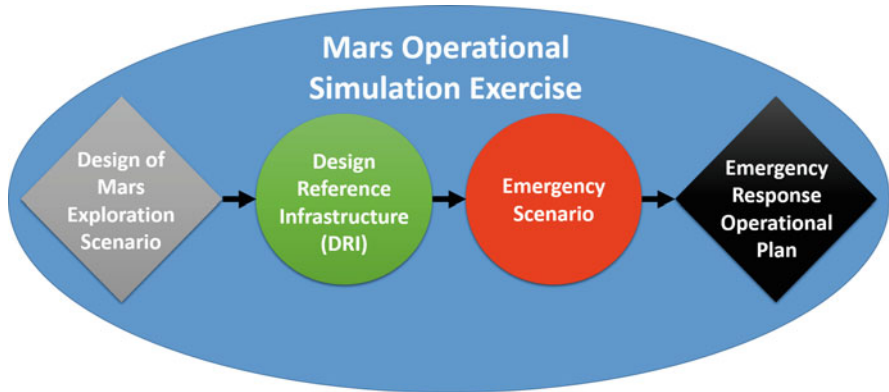 Mars Operational
Simulation Exercise
Design of
Mars
Exploration
Scenario
Design
Reference
Infrastructure
(DRI)
Emergency
Scenario
Emergency
Response
Operational
Plan